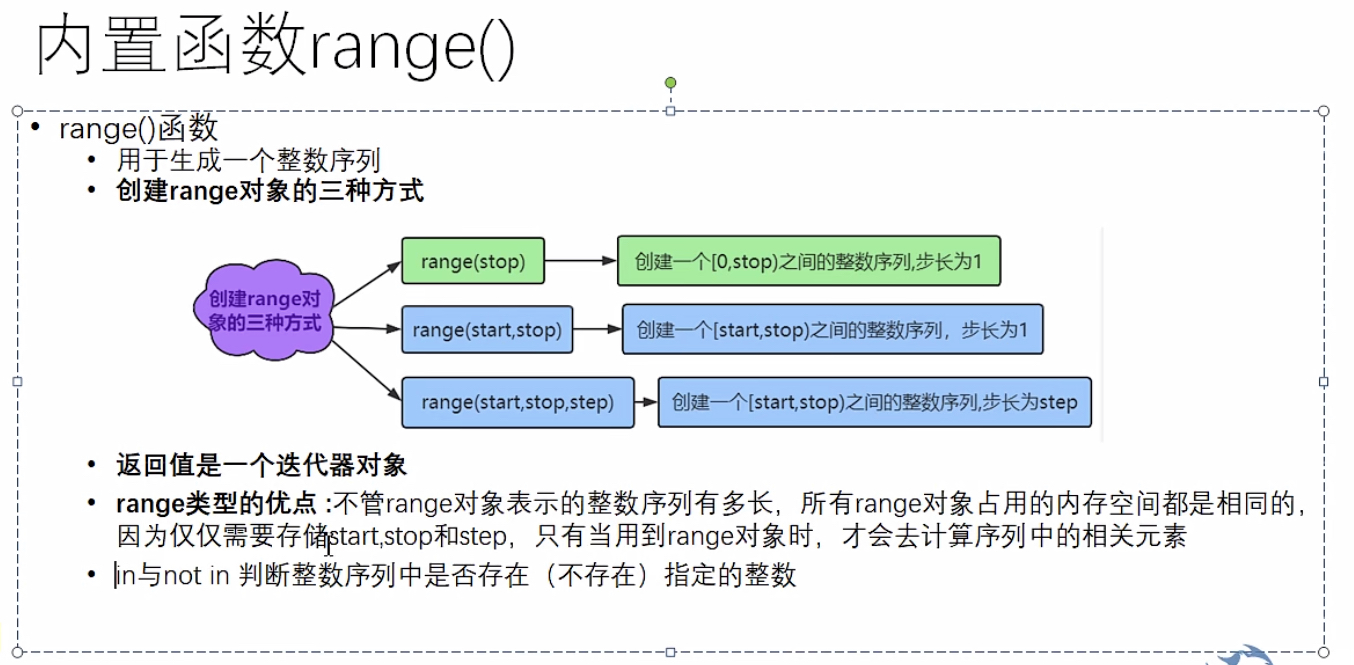 内置函数range()
• range()函数
• 用于生成一个整数序列
• 创建range对象的三种方式
创建range对
象的三种方式
range(stop)
创建一个[0,stop)之间的整数序列,步长为1
range(start,stop)
创建一个[start,stop)之间的整数序列，步长为1
range(start,stop,step)
创建一个[start,stop)之间的整数序列,步长为step
• 返回值是一个迭代器对象
• range类型的优点 :不管range对象表示的整数序列有多长，所有range对象占用的内存空间都是相同的，
因为仅仅需要存储start,stop和step，只有当用到range对象时，才会去计算序列中的相关元素
• in与not in 判断整数序列中是否存在（不存在）指定的整数